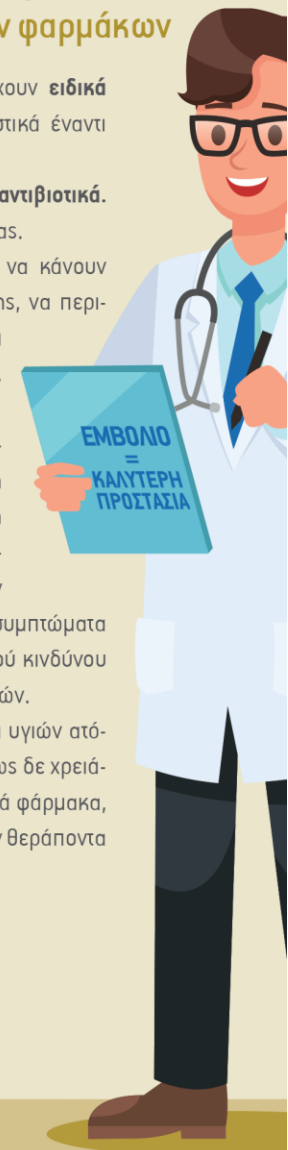 ν φαρμάκων
χουν ειδικά
στικά έναντι
αντιβιοτικά.
ας.
να κάνουν
ης, να περι-
ΕΜΒΟΛΙΟ
=
ΚΑΛΥΤΕΡΗ
ΠΡΟΣΤΑΣΙΑ
συμπτώματα
ού κινδύνου
ών.
α υγιών ατό-
ως δε χρειά-
ά φάρμακα,
ν θεράποντα